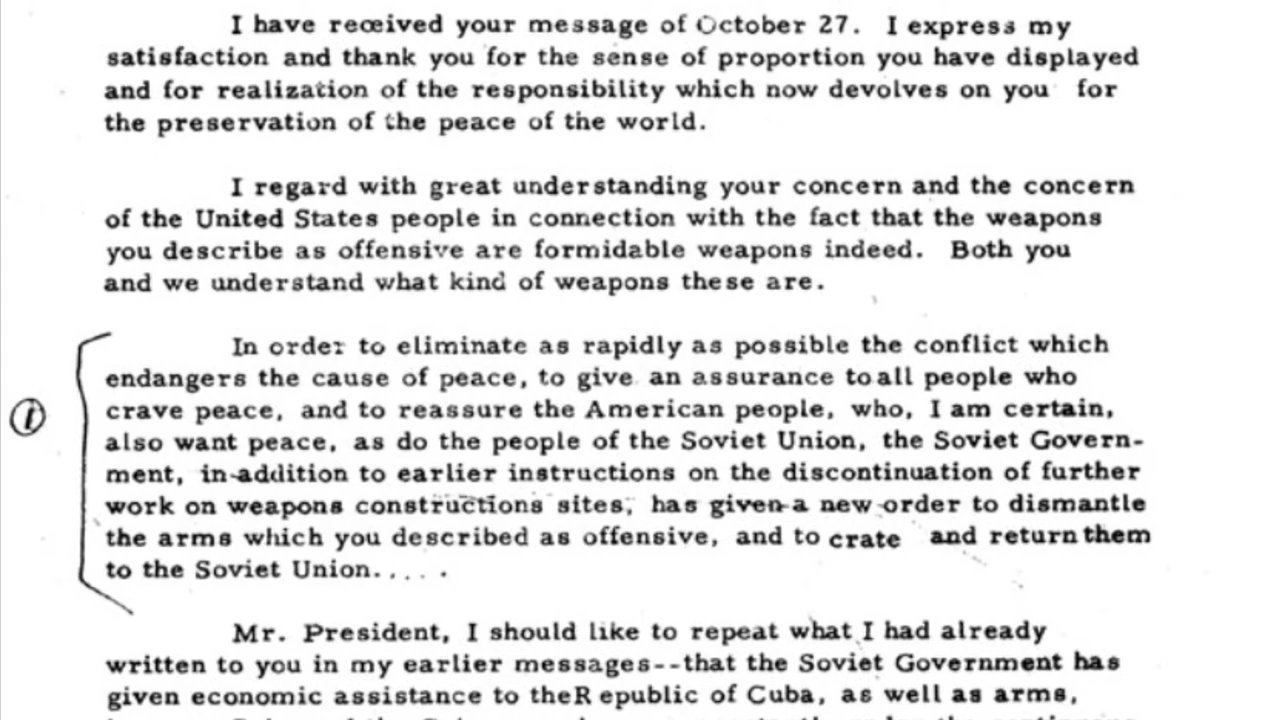 I have received your message of October 27. I express my
satisfaction and thank you for the sense of proportion you have displayed
and for realization of the responsibility which now devolves on you for
the preservation of the peace of the world.
I regard with great understanding your concern and the concern
of the United States people in connection with the fact that the weapons
you describe as offensive are formidable weapons indeed. Both you
and we understand what kind of weapons these are.
In order to eliminate as rapidly as possible the conflict which
endangers the cause of peace, to give an assurance to all people who
crave peace, and to reassure the American people, who, I am certain,
also want peace, as do the people of the Soviet Union, the Soviet Govern-
ment, in addition to earlier instructions on the discontinuation of further
work on weapons constructions sites, has given a new order to dismantle
the arms which you described as offensive, and to crate and return them
to the Soviet Union.....
Mr. President, I should like to repeat what I had already
written to you in my earlier messages--that the Soviet Government has
given economic assistance to the Republic of Cuba, as well as arms,